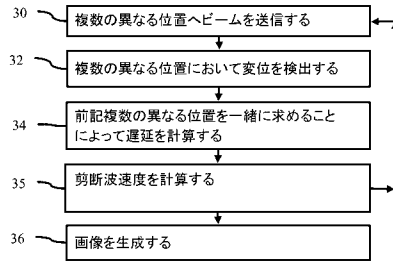 30 複数の異なる位置へビームを送信する
32 複数の異なる位置において変位を検出する
34 前記複数の異なる位置を一緒に求めること
によって遅延を計算する
35 剪断波速度を計算する
36 画像を生成する